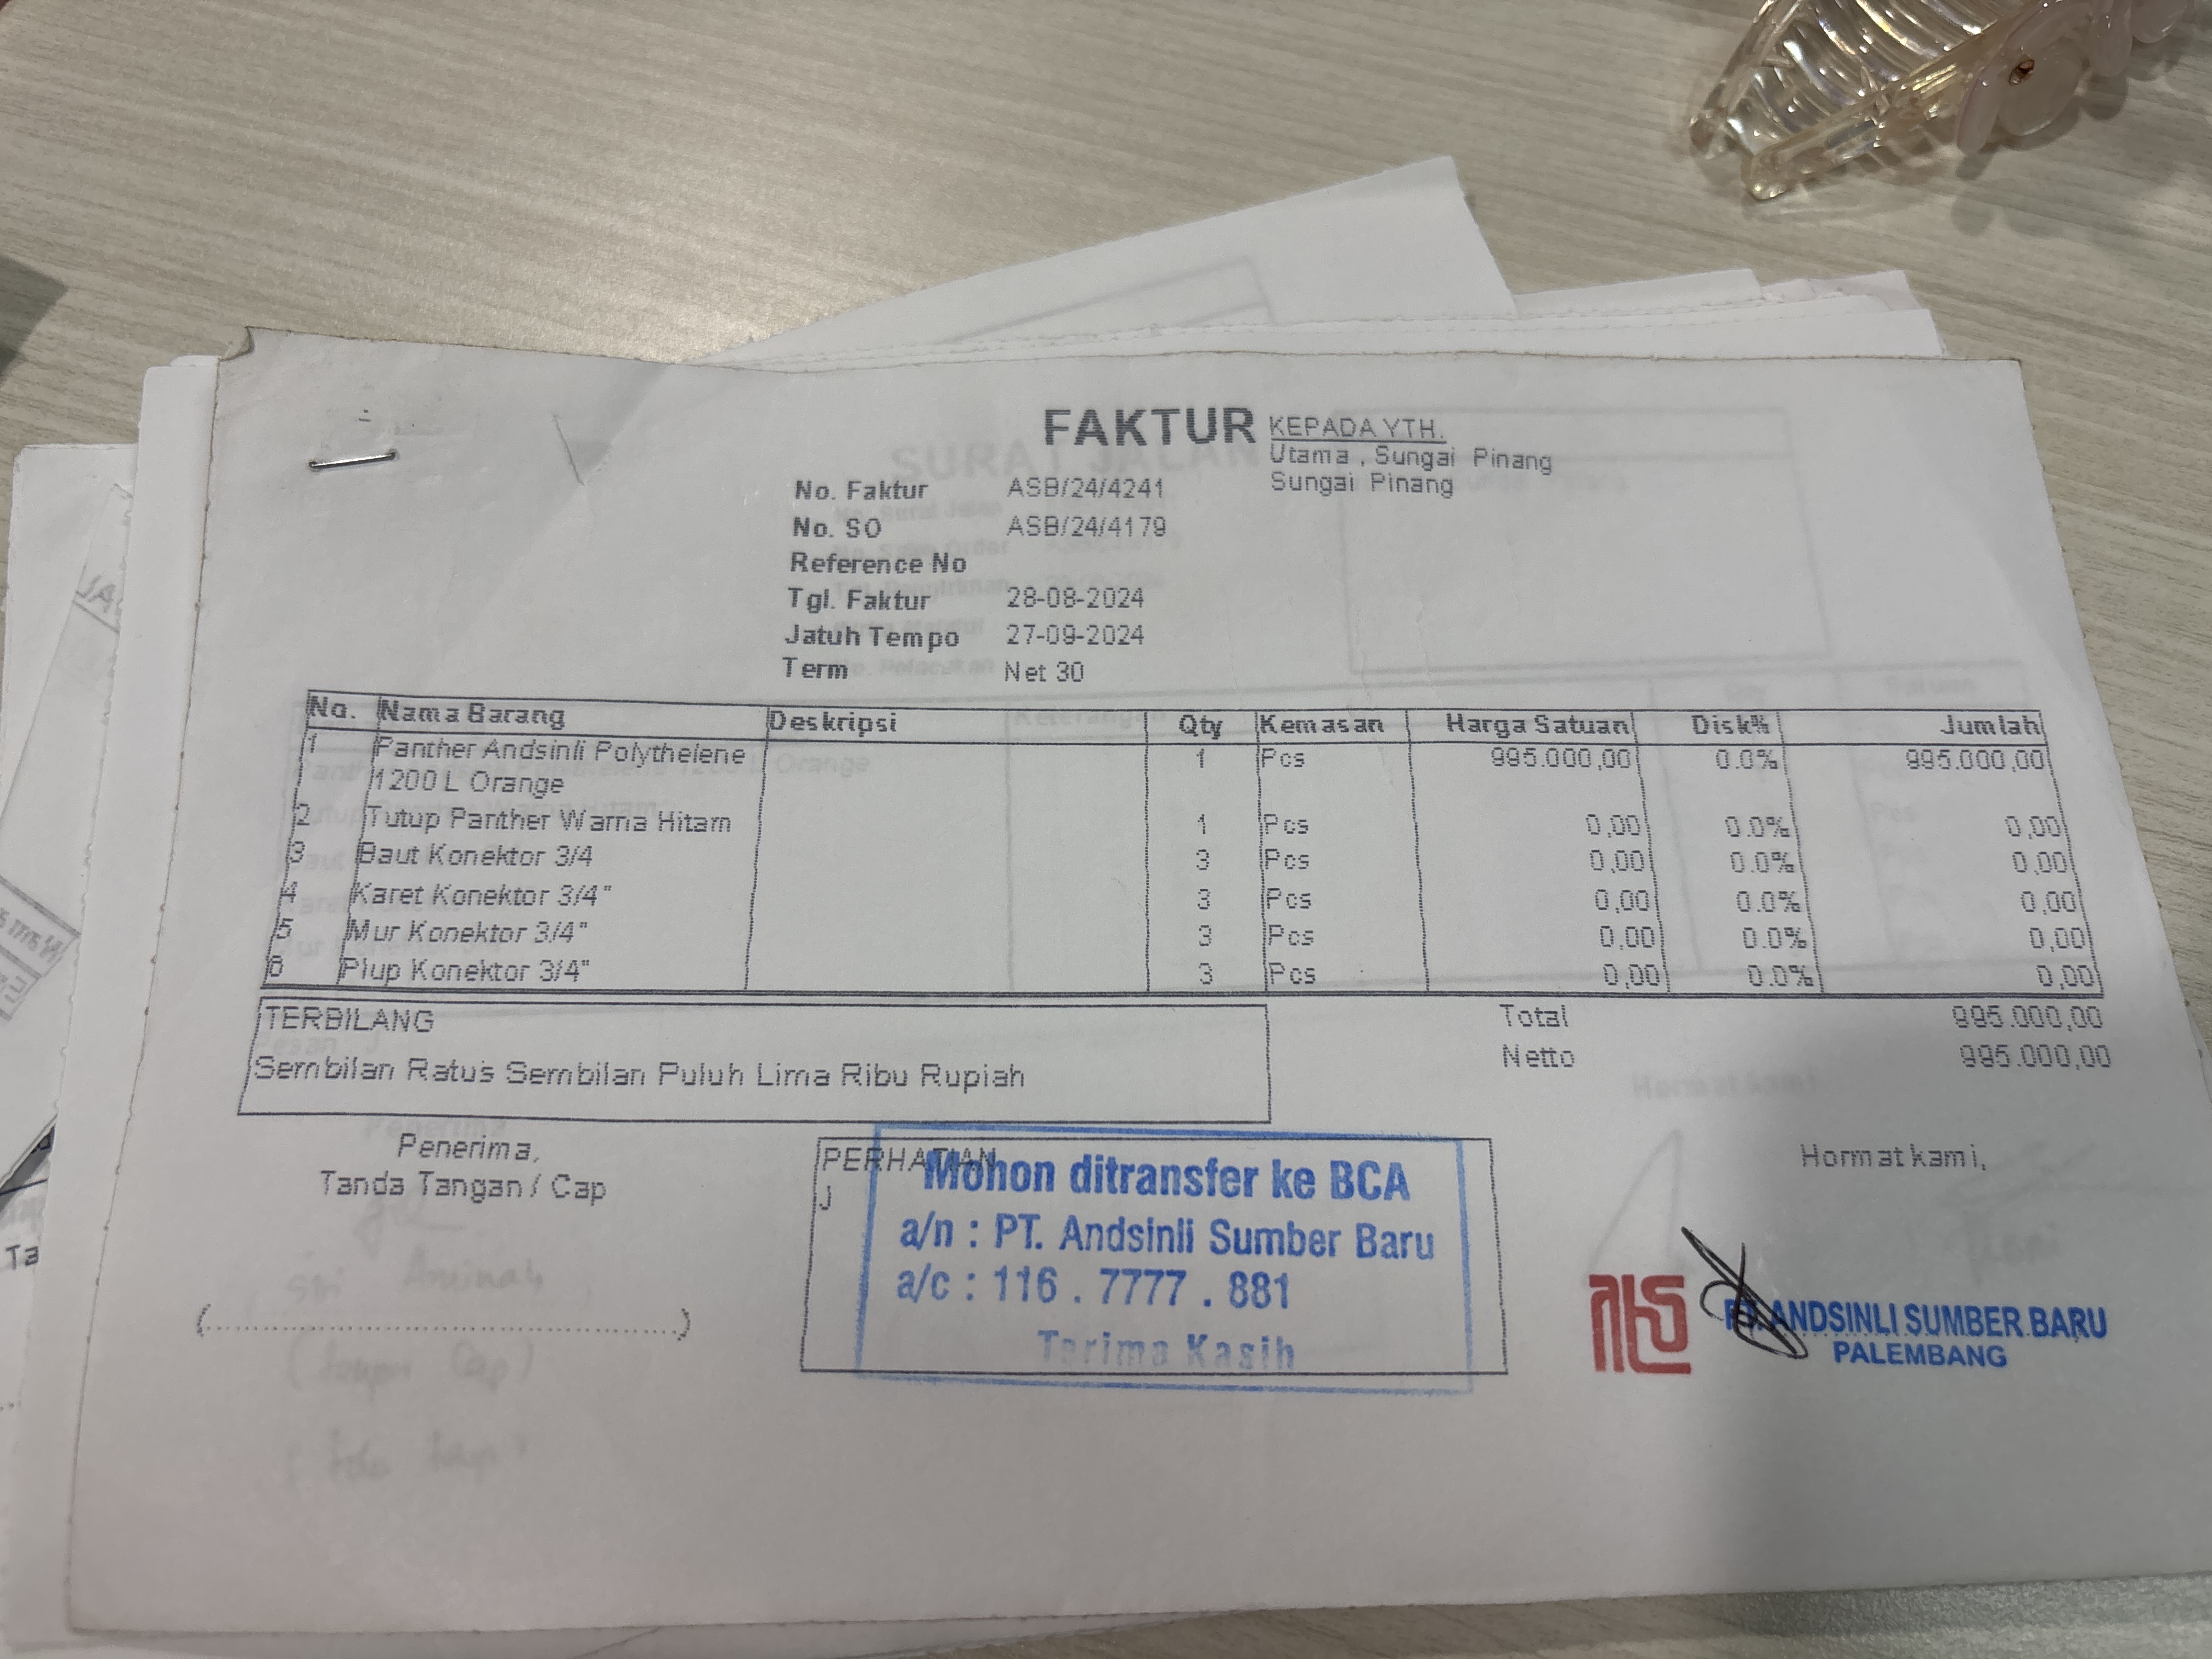 FAKTUR
KEPADA YTH.
Utama , Sungai Pinang
Sungai Pinang
No. Faktur ASB/24/4241
No. SO ASB/24/4179
Reference No
Tgl. Faktur 28-08-2024
Jatuh Tempo 27-09-2024
Term Net 30
No. Nama Barang Deskripsi Qty Kemasan Harga Satuan Disk% Jumlah
1 Panther Andsinli Polythelene 1 Pcs 995.000,00 0.0% 995.000,00
1200 L Orange
2 Tutup Panther Warna Hitam 1 Pcs 0,00 0.0% 0,00
3 Baut Konektor 3/4 3 Pcs 0,00 0.0% 0,00
4 Karet Konektor 3/4" 3 Pcs 0,00 0.0% 0,00
5 Mur Konektor 3/4" 3 Pcs 0,00 0.0% 0,00
6 Plup Konektor 3/4" 3 Pcs 0,00 0.0% 0,00
TERBILANG
Sembilan Ratus Sembilan Puluh Lima Ribu Rupiah
Total 995.000,00
Netto 995.000,00
Penerima,
Tanda Tangan / Cap
(....................................................)
PERHATIAN
J
Mohon ditransfer ke BCA
a/n : PT. Andsinli Sumber Baru
a/c : 116 . 7777 . 881
Terima Kasih
Hormat kami,
PT. ANDSINLI SUMBER BARU
PALEMBANG